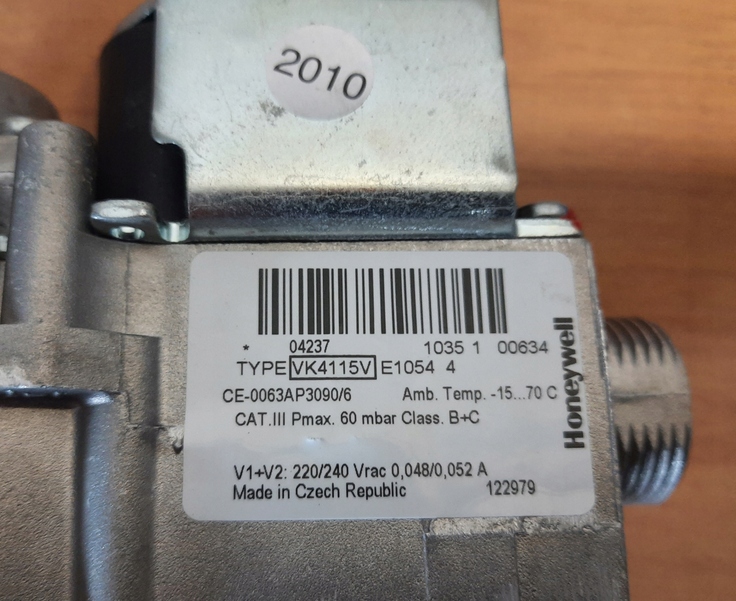 2010
* 04237 1035 1 00634
TYPE VK4115V E1054 4
CE-0063AP3090/6 Amb. Temp. -15...70 C
CAT.III Pmax. 60 mbar Class. B+C
V1+V2: 220/240 Vrac 0,048/0,052 A
Made in Czech Republic 122979
Honeywell